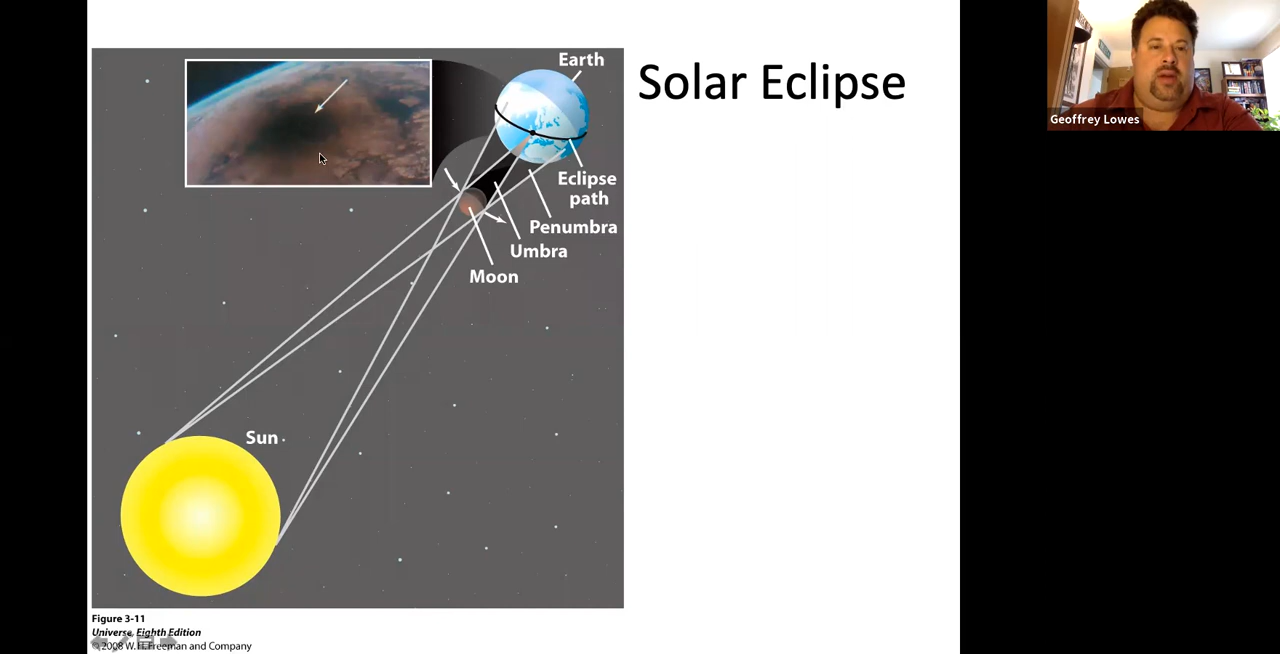 Solar Eclipse
Earth
Eclipse
path
Penumbra
Umbra
Moon
Sun
Figure 3-11
Universe, Eighth Edition
© 2008 W. H. Freeman and Company
Geoffrey Lowes